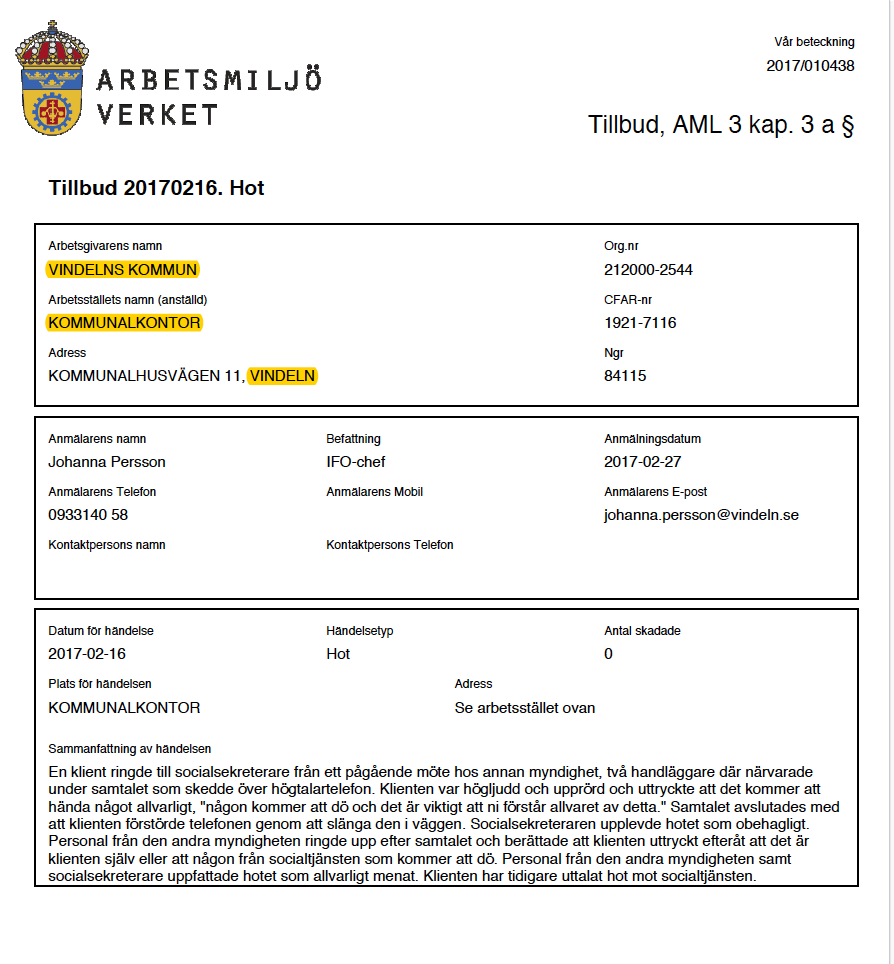 Vår beteckning
2017/010438
ARBETSMILJÖ
VERKET
Tillbud, AML 3 kap. 3 a §
Tillbud 20170216. Hot
Arbetsgivarens namn Org.nr
VINDELNS KOMMUN 212000-2544
Arbetsställets namn (anställd) CFAR-nr
KOMMUNALKONTOR 1921-7116
Adress Ngr
KOMMUNALHUSVÄGEN 11, VINDELN 84115
Anmälarens namn Befattning Anmälningsdatum
Johanna Persson IFO-chef 2017-02-27
Anmälarens Telefon Anmälarens Mobil Anmälarens E-post
0933140 58 johanna.persson@vindeln.se
Kontaktpersons namn Kontaktpersons Telefon
Datum för händelse Händelsetyp Antal skadade
2017-02-16 Hot 0
Plats för händelsen Adress
KOMMUNALKONTOR Se arbetsstället ovan
Sammanfattning av händelsen
En klient ringde till socialsekreterare från ett pågående möte hos annan myndighet, två handläggare där närvarade
under samtalet som skedde över högtalartelefon. Klienten var högljudd och upprörd och uttryckte att det kommer att
hända något allvarligt, "någon kommer att dö och det är viktigt att ni förstår allvaret av detta." Samtalet avslutades med
att klienten förstörde telefonen genom att slänga den i väggen. Socialsekreteraren upplevde hotet som obehagligt.
Personal från den andra myndigheten ringde upp efter samtalet och berättade att klienten uttryckt efteråt att det är
klienten själv eller att någon från socialtjänsten som kommer att dö. Personal från den andra myndigheten samt
socialsekreterare uppfattade hotet som allvarligt menat. Klienten har tidigare uttalat hot mot socialtjänsten.